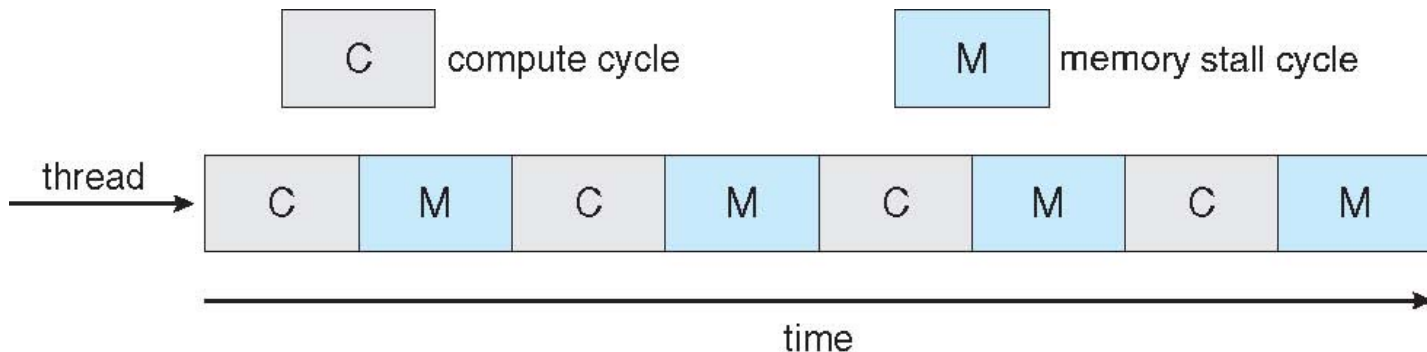 C compute cycle M memory stall cycle
thread
C M C M C M C M
time